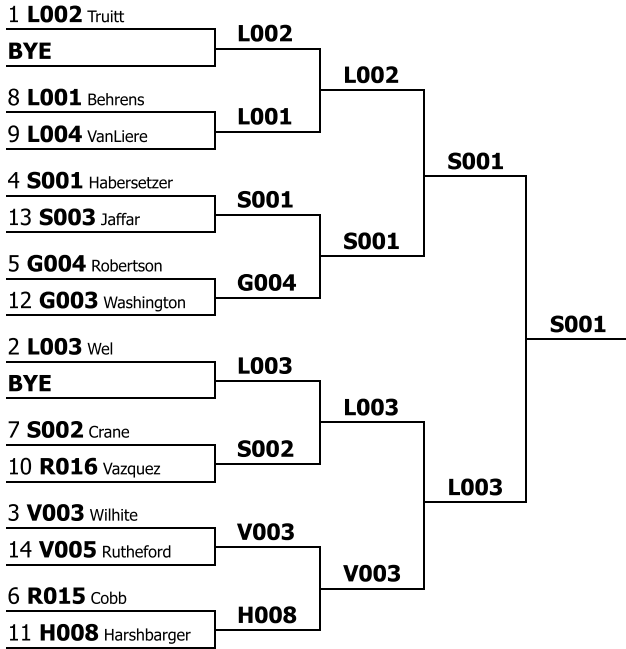 1 L002 Truitt
BYE
L002
8 L001 Behrens
9 L004 VanLiere
L001
L002
4 S001 Habersetzer
13 S003 Jaffar
S001
5 G004 Robertson
12 G003 Washington
G004
S001
S001
2 L003 Wel
BYE
L003
7 S002 Crane
10 R016 Vazquez
S002
L003
3 V003 Wilhite
14 V005 Rutheford
V003
6 R015 Cobb
11 H008 Harshbarger
H008
V003
L003
S001